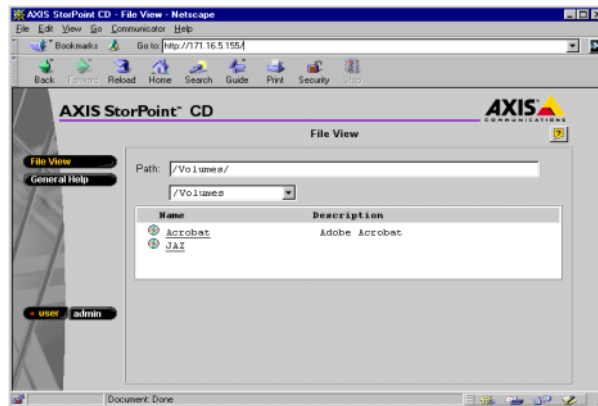 AXIS StorPoint CD - File View - Netscape
File Edit View Go Communicator Help
Bookmarks Go to: http://171.16.5.155/
Back Forward Reload Home Search Guide Print Security Stop
AXIS StorPoint™ CD
AXIS
COMMUNICATIONS
File View
?
File View
General Help
Path: /Volumes/
/Volumes
Name Description
Acrobat Adobe Acrobat
JAZ
user admin
Document: Done